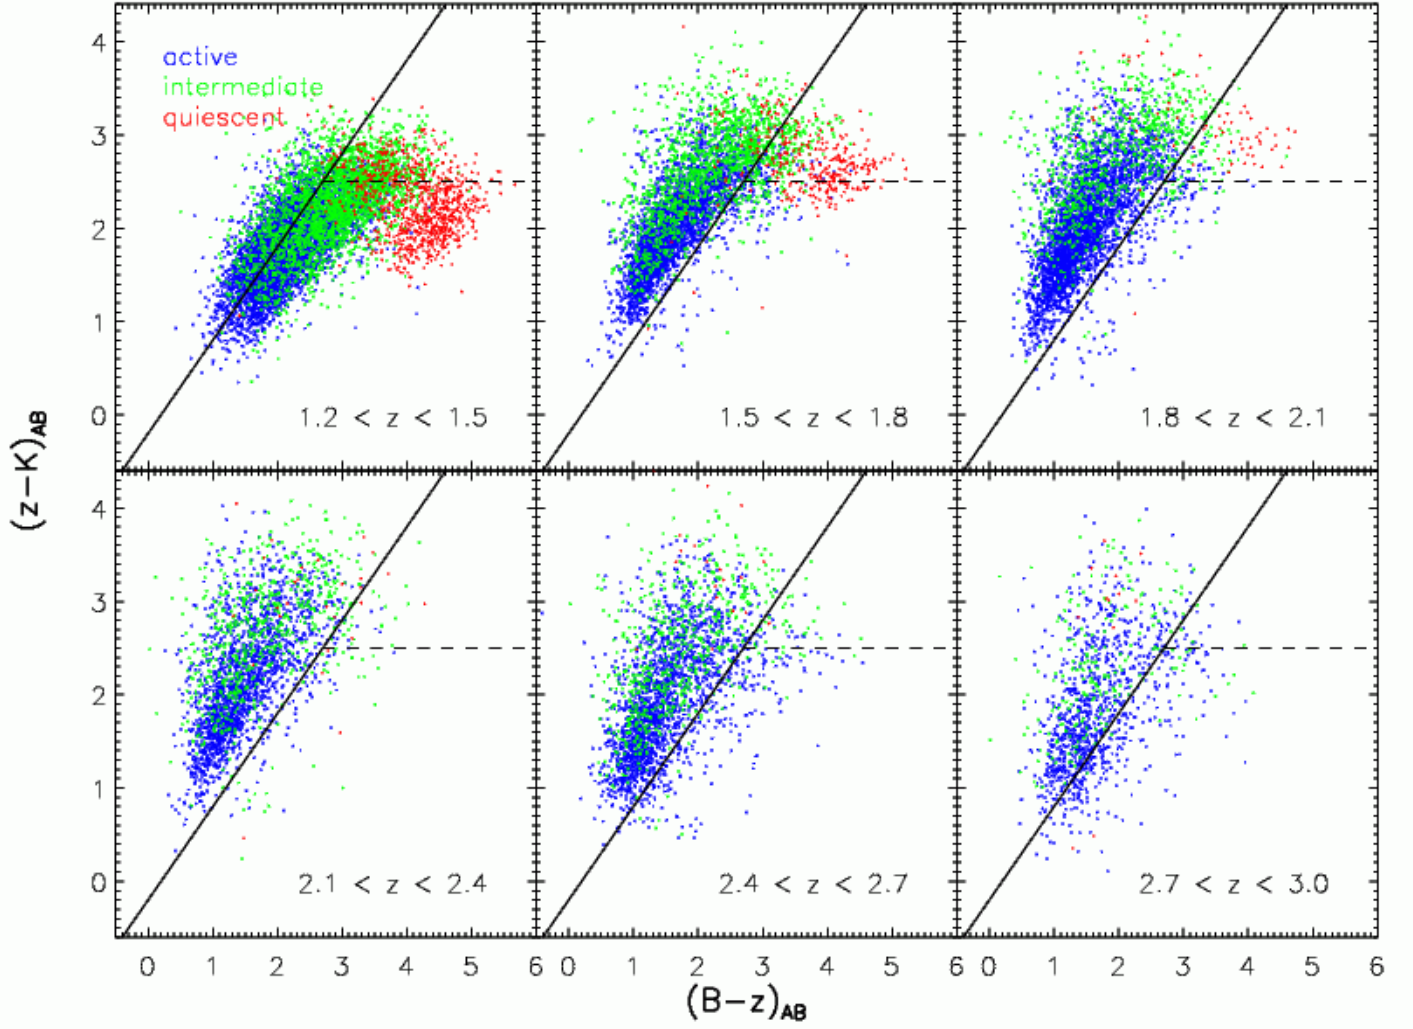 4
3
2
1
0
active
intermediate
quiescent
1.2 < z < 1.5
1.5 < z < 1.8
1.8 < z < 2.1
(z−K)AB
4
3
2
1
0
2.1 < z < 2.4
2.4 < z < 2.7
2.7 < z < 3.0
0 1 2 3 4 5 6 0 1 2 3 4 5 6 0 1 2 3 4 5 6
(B−z)AB